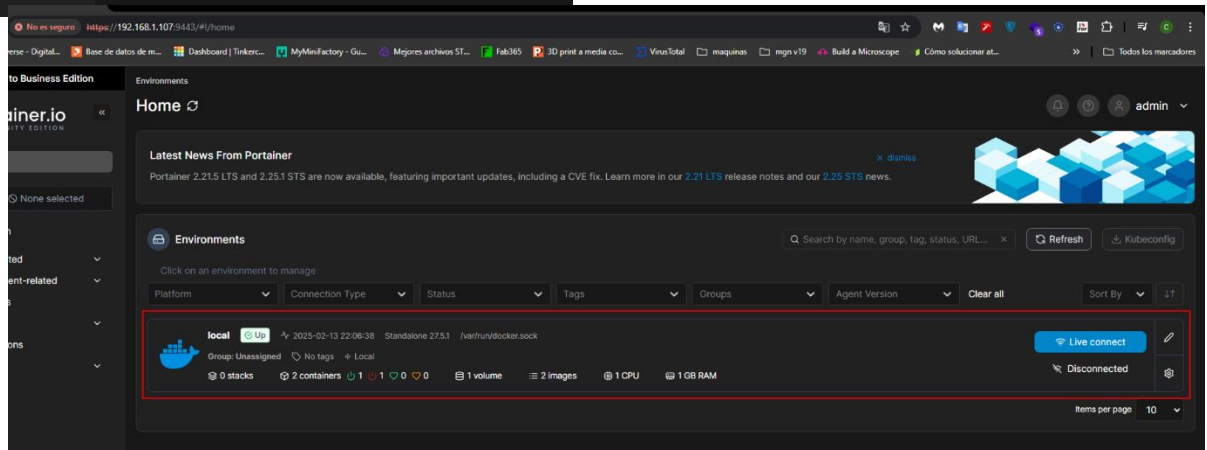 No es seguro https://192.168.1.107:9443/#!/home
erse - Digital... Base de datos de m... Dashboard | Tinkerc... MyMiniFactory - Gu... Mejores archivos ST... Fab365 3D print a media co... VirusTotal maquinas mgn v19 Build a Microscope Cómo solucionar at... » Todos los marcadores
to Business Edition
Environments
ainer.io «
NITY EDITION
Home
admin
Latest News From Portainer
dismiss
Portainer 2.21.5 LTS and 2.25.1 STS are now available, featuring important updates, including a CVE fix. Learn more in our 2.21 LTS release notes and our 2.25 STS news.
None selected
Environments
Search by name, group, tag, status, URL...
Refresh
Kubeconfig
ted
ent-related
ons
Click on an environment to manage
Platform Connection Type Status Tags Groups Agent Version Clear all Sort By
local Up 2025-02-13 22:06:38 Standalone 27.5.1 /var/run/docker.sock
Group: Unassigned No tags Local
0 stacks 2 containers 1 1 0 0 1 volume 2 images 1 CPU 1 GB RAM
Live connect
Disconnected
Items per page 10